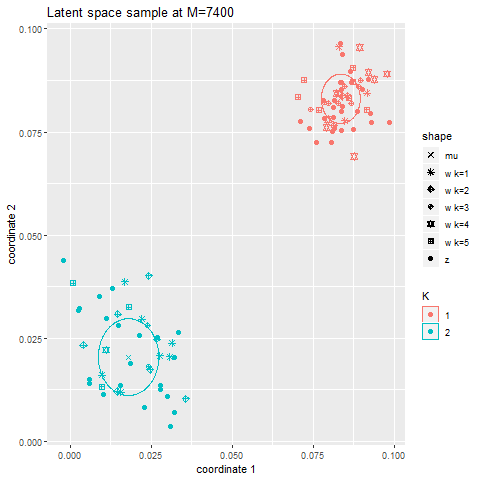 Latent space sample at M=7400
0.100
0.075
0.050
0.025
0.000
coordinate 2
0.000 0.025 0.050 0.075 0.100
coordinate 1
shape
mu
w k=1
w k=2
w k=3
w k=4
w k=5
z
K
1
2